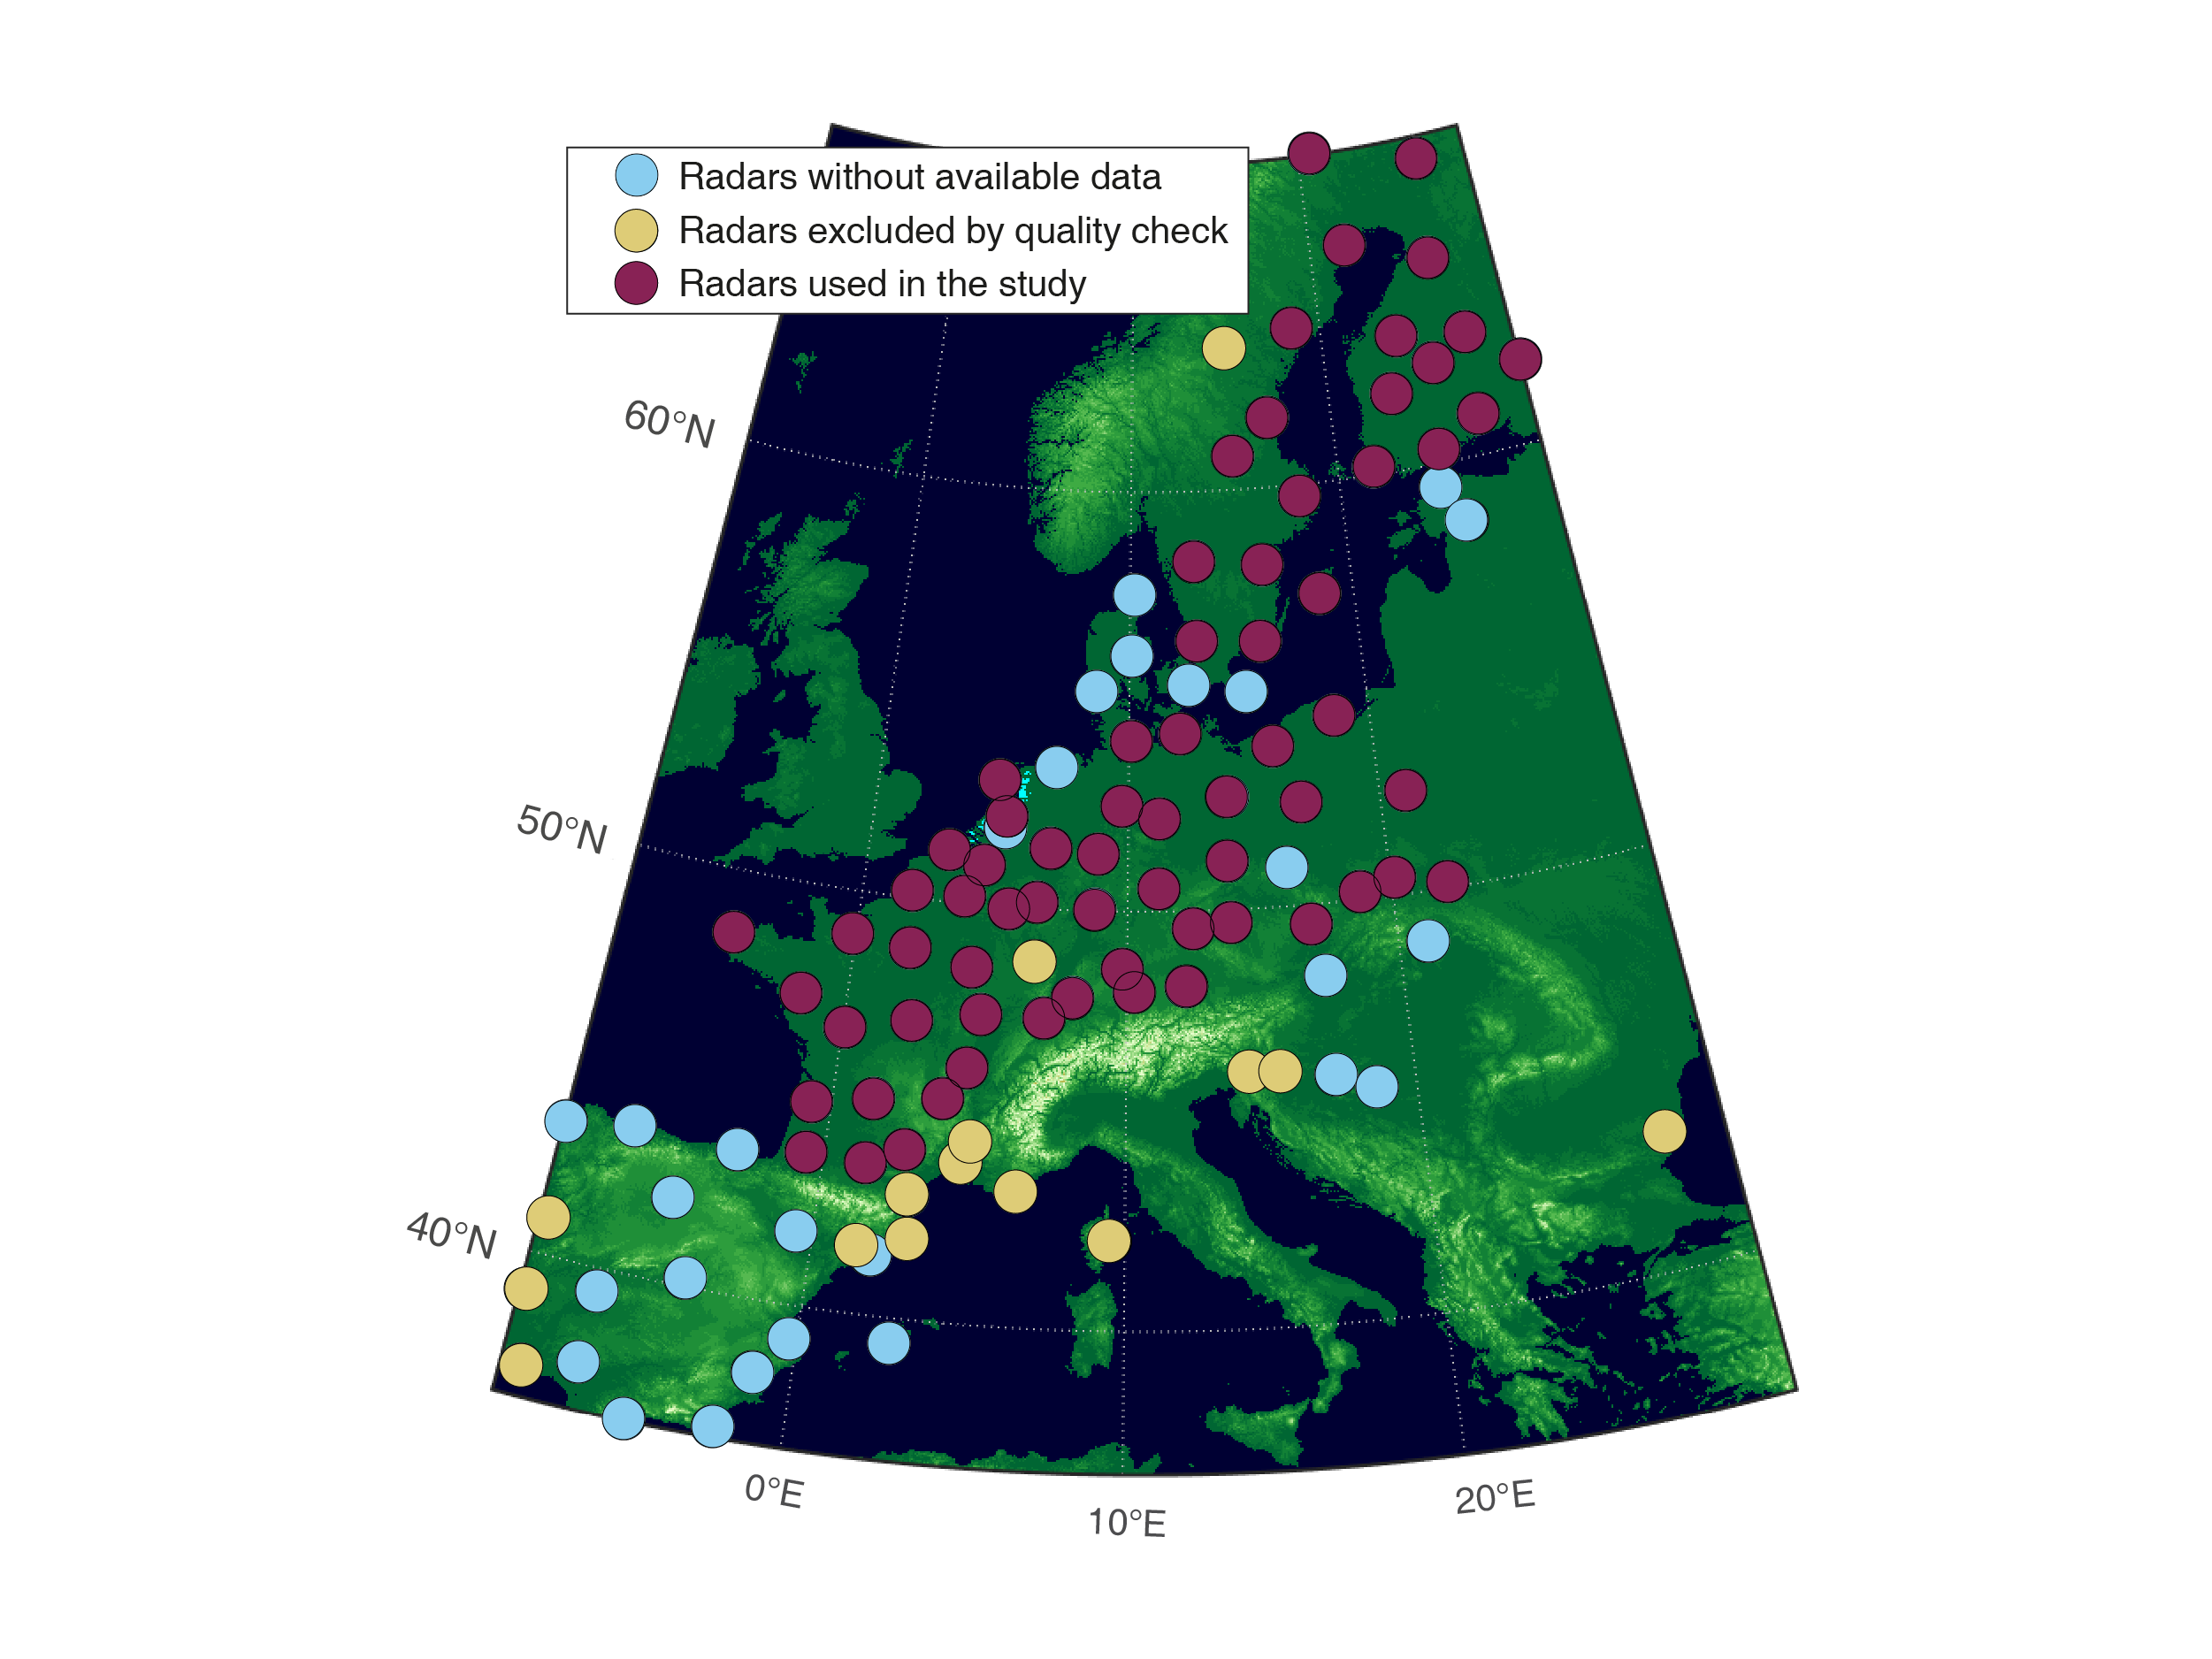 Radars without available data
Radars excluded by quality check
Radars used in the study
60°N
50°N
40°N
0°E
10°E
20°E